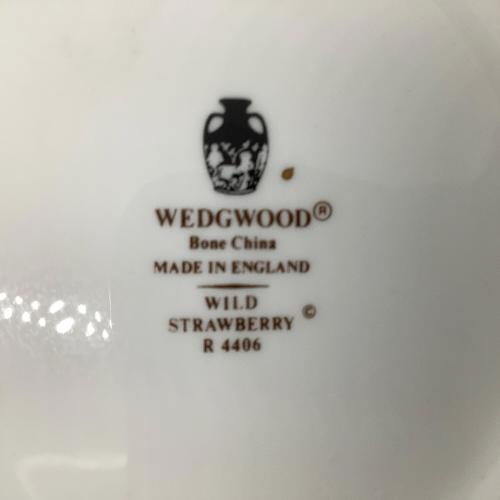 WEDGWOOD®
Bone China
MADE IN ENGLAND
WILD
STRAWBERRY ©
R 4406